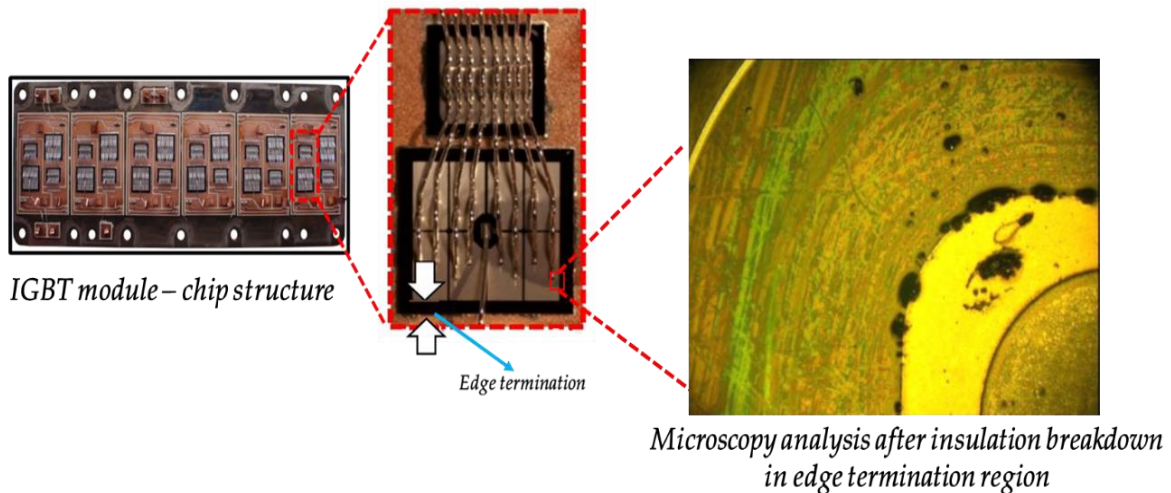 IGBT module – chip structure
Edge termination
Microscopy analysis after insulation breakdown
in edge termination region